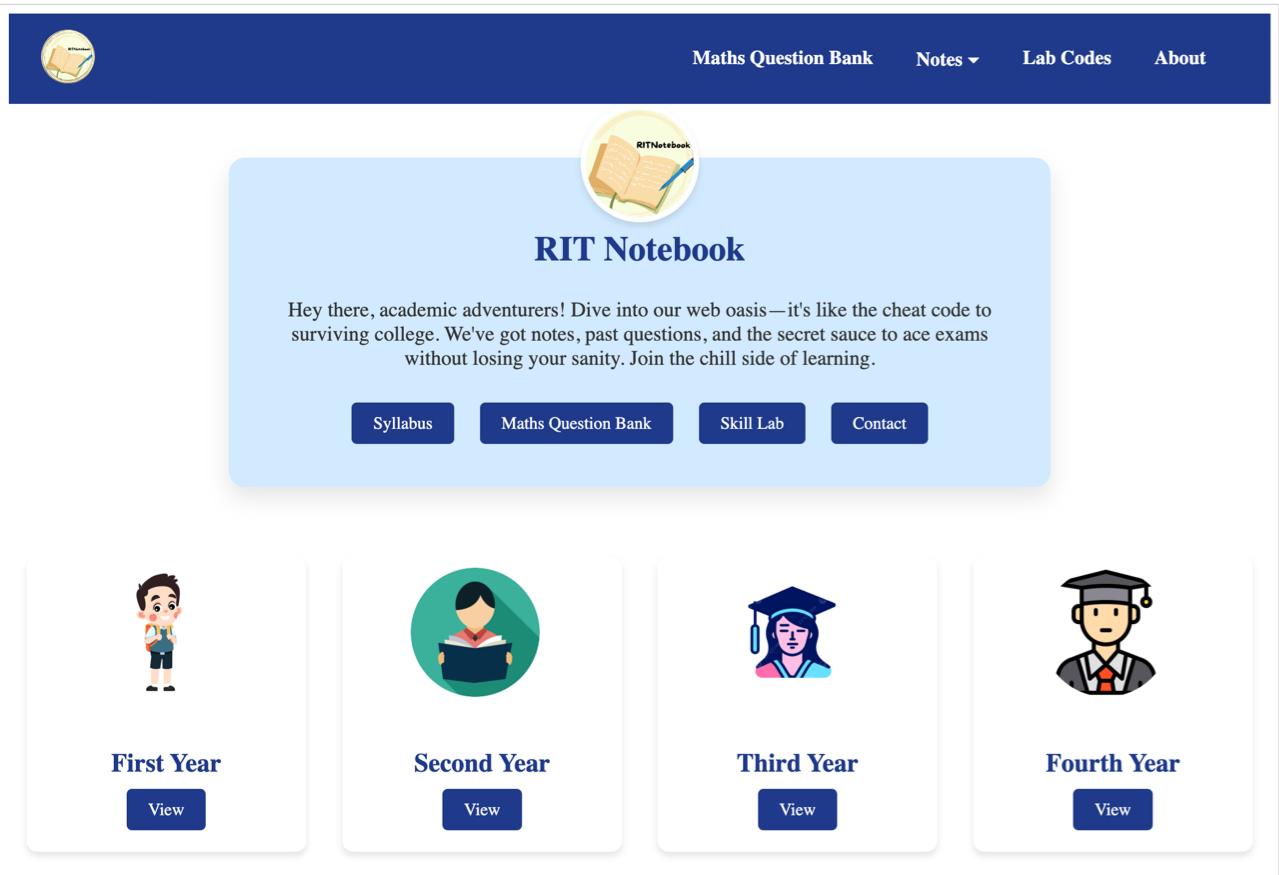 RITNotebook
Maths Question Bank
Notes
Lab Codes
About
RITNotebook
RIT Notebook
Hey there, academic adventurers! Dive into our web oasis—it's like the cheat code to
surviving college. We've got notes, past questions, and the secret sauce to ace exams
without losing your sanity. Join the chill side of learning.
Syllabus
Maths Question Bank
Skill Lab
Contact
First Year
Second Year
Third Year
Fourth Year
View
View
View
View